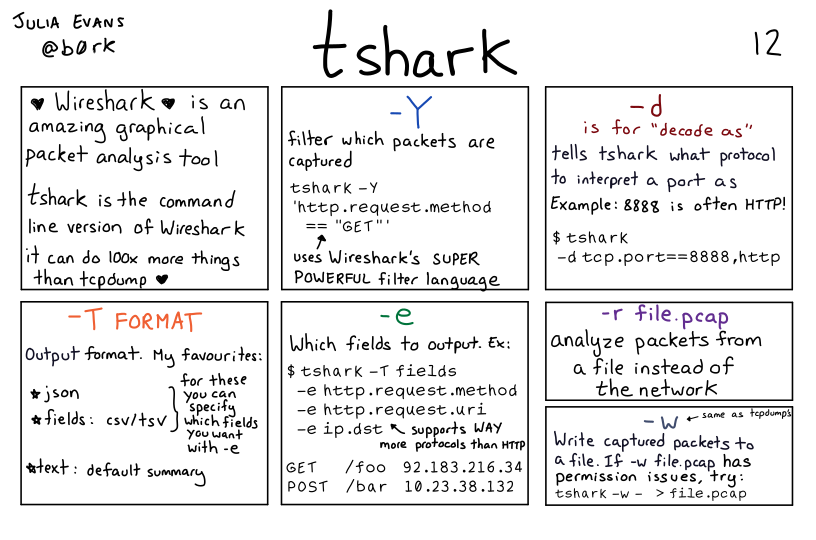 JULIA EVANS
@b0rk
tshark
12
♥ Wireshark ♥ is an
amazing graphical
packet analysis tool
tshark is the command
line version of Wireshark
it can do 100x more things
than tcpdump ♥
-Y
filter which packets are
captured
tshark -Y
'http.request.method
== "GET"'
uses Wireshark's SUPER
POWERFUL filter language
-d
is for "decode as"
tells tshark what protocol
to interpret a port as
Example: 8888 is often HTTP!
$ tshark
-d tcp.port==8888,http
-T FORMAT
Output format. My favourites:
★ json
★ fields: csv/tsv
for these
you can
specify
which fields
you want
with -e
★ text: default summary
-e
Which fields to output. Ex:
$ tshark -T fields
-e http.request.method
-e http.request.uri
-e ip.dst
supports WAY
more protocols than HTTP
GET /foo 92.183.216.34
POST /bar 10.23.38.132
-r file.pcap
analyze packets from
a file instead of
the network
-w
same as tcpdump's
Write captured packets to
a file. If -w file.pcap has
permission issues, try:
tshark -w - > file.pcap